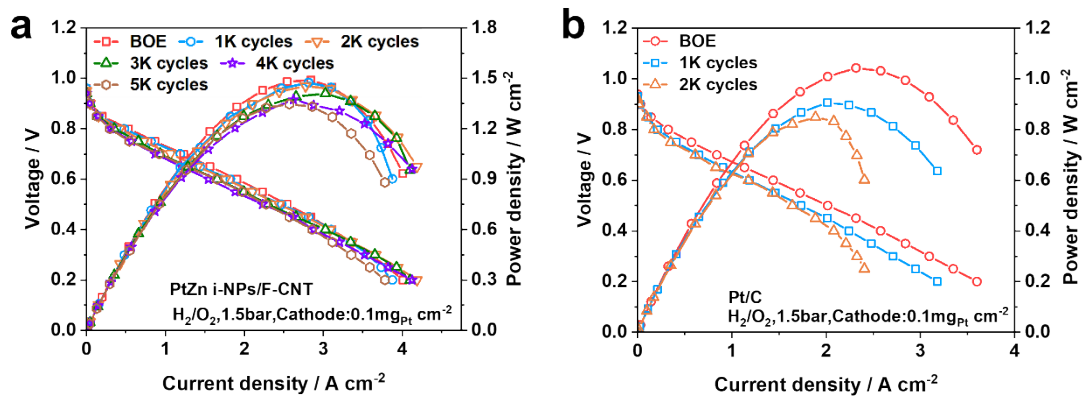 a
BOE 1K cycles 2K cycles
3K cycles 4K cycles
5K cycles
Voltage / V
1.2
1.0
0.8
0.6
0.4
0.2
0.0
1.8
1.5
1.2
0.9
0.6
0.3
0.0
Power density / W cm-2
PtZn i-NPs/F-CNT
H2/O2,1.5bar,Cathode:0.1mgPt cm-2
0 1 2 3 4
Current density / A cm-2
b
BOE
1K cycles
2K cycles
Voltage / V
1.2
1.0
0.8
0.6
0.4
0.2
0.0
1.2
1.0
0.8
0.6
0.4
0.2
0.0
Power density / W cm-2
Pt/C
H2/O2,1.5bar,Cathode:0.1mgPt cm-2
0 1 2 3 4
Current density / A cm-2